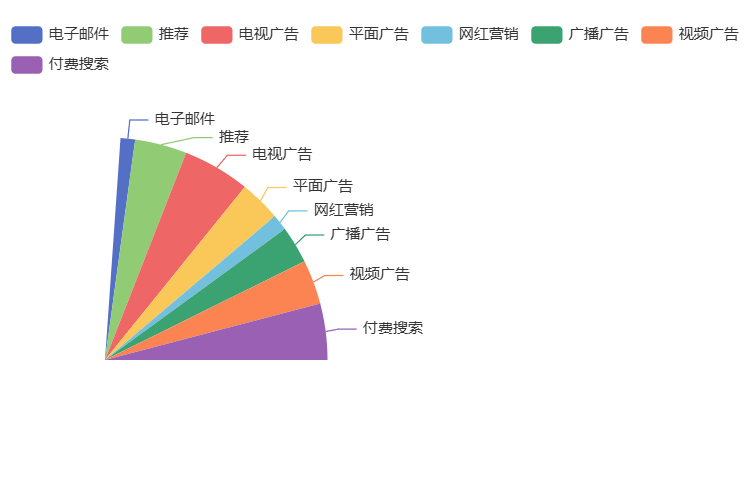 电子邮件 推荐 电视广告 平面广告 网红营销 广播广告 视频广告
付费搜索
电子邮件
推荐
电视广告
平面广告
网红营销
广播广告
视频广告
付费搜索